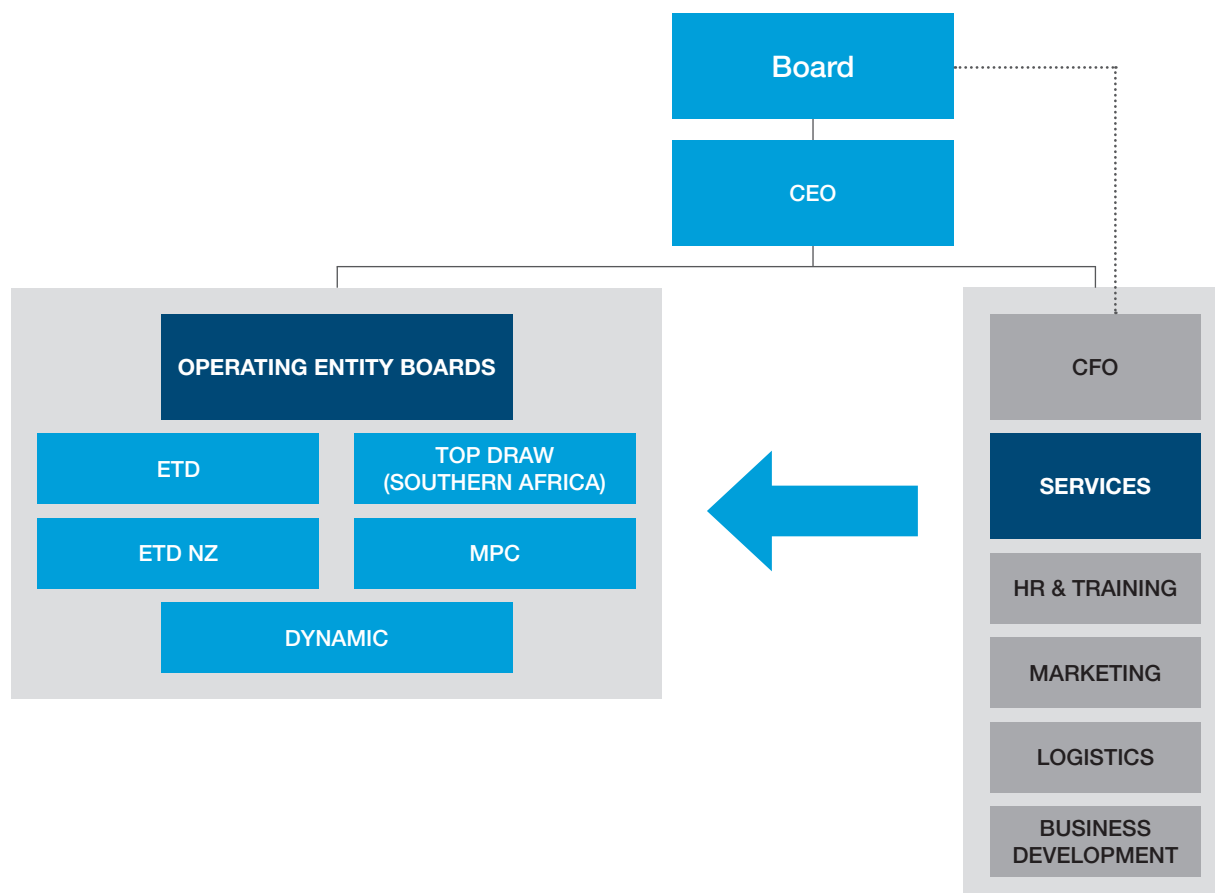 Board
CEO
OPERATING ENTITY BOARDS
ETD
TOP DRAW
(SOUTHERN AFRICA)
ETD NZ
MPC
DYNAMIC
CFO
SERVICES
HR & TRAINING
MARKETING
LOGISTICS
BUSINESS
DEVELOPMENT